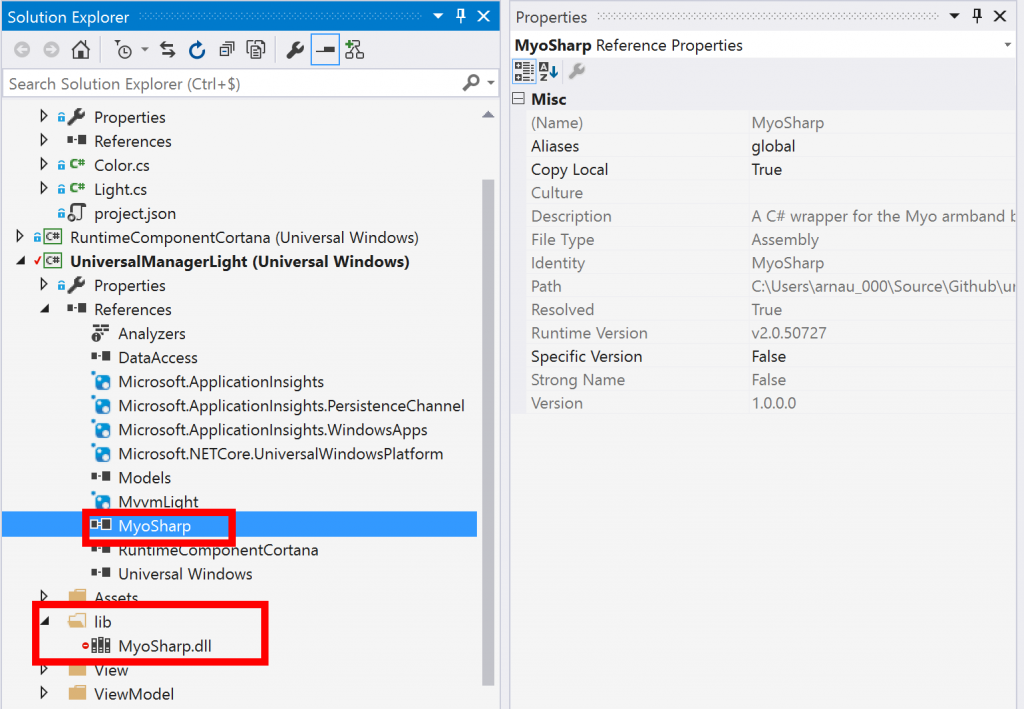 Solution Explorer
Search Solution Explorer (Ctrl+$)
Properties
References
C# Color.cs
C# Light.cs
project.json
C# RuntimeComponentCortana (Universal Windows)
C# UniversalManagerLight (Universal Windows)
Properties
References
Analyzers
DataAccess
Microsoft.ApplicationInsights
Microsoft.ApplicationInsights.PersistenceChannel
Microsoft.ApplicationInsights.WindowsApps
Microsoft.NETCore.UniversalWindowsPlatform
Models
MvvmLight
MyoSharp
RuntimeComponentCortana
Universal Windows
Assets
lib
MyoSharp.dll
View
ViewModel
Properties
MyoSharp Reference Properties
Misc
(Name) MyoSharp
Aliases global
Copy Local True
Culture
Description A C# wrapper for the Myo armband b
File Type Assembly
Identity MyoSharp
Path C:\Users\arnau_000\Source\Github\ur
Resolved True
Runtime Version v2.0.50727
Specific Version False
Strong Name False
Version 1.0.0.0